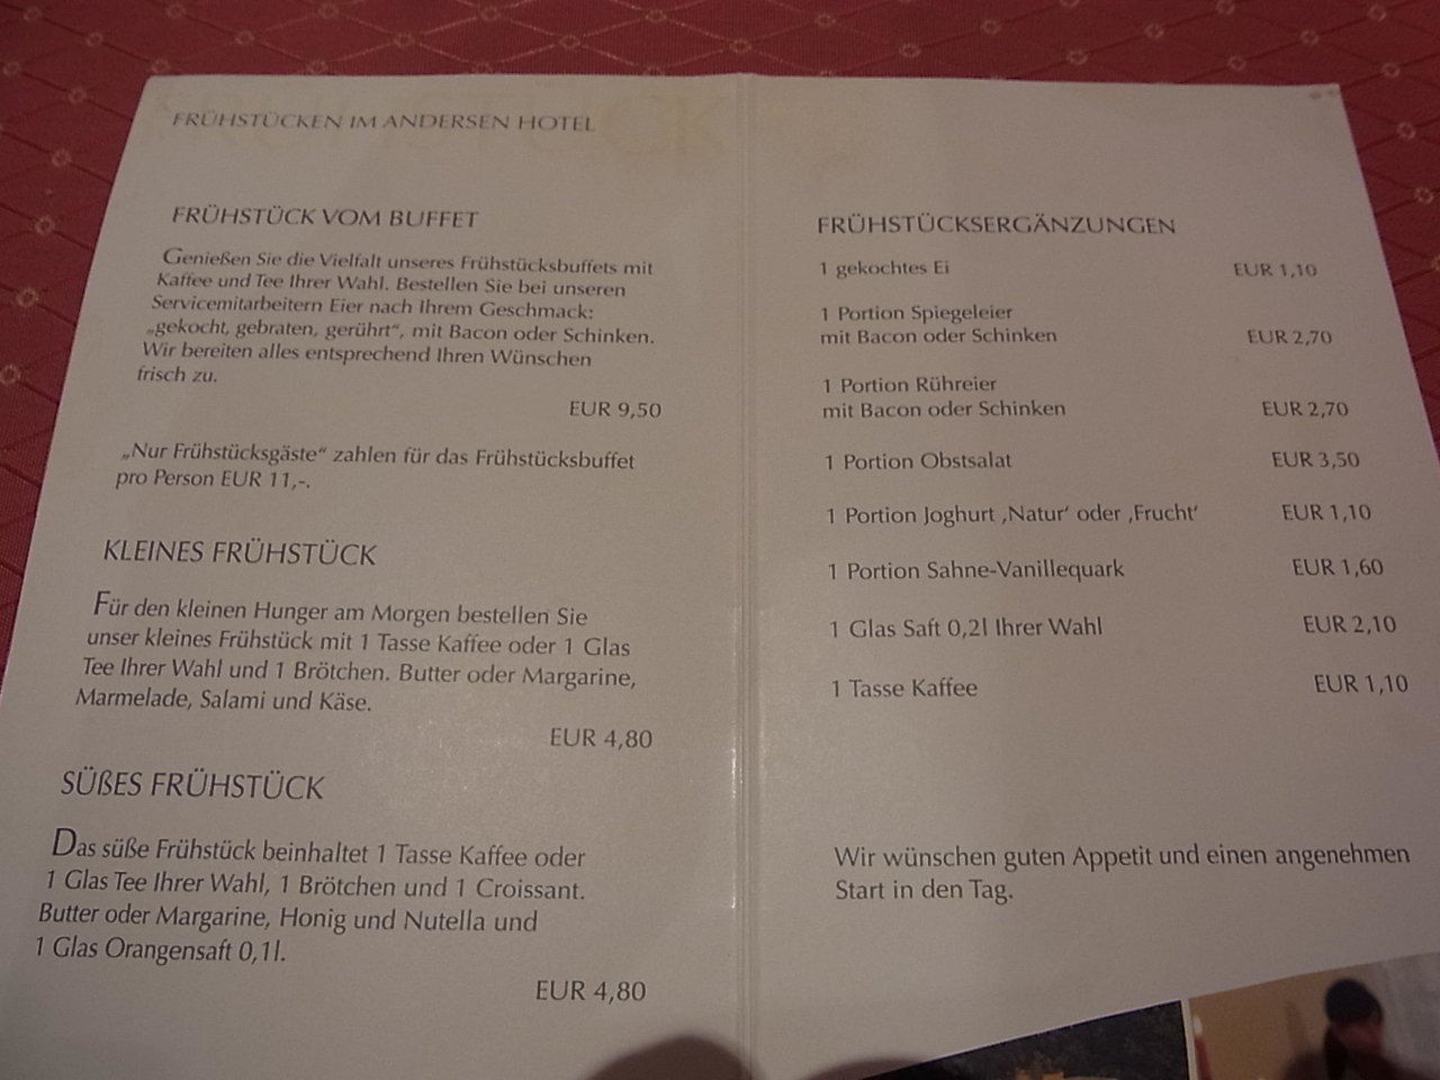 FRÜHSTÜCKEN IM ANDERSEN HOTEL
FRÜHSTÜCK VOM BUFFET
Genießen Sie die Vielfalt unseres Frühstücksbuffets mit
Kaffee und Tee Ihrer Wahl. Bestellen Sie bei unseren
Servicemitarbeitern Eier nach Ihrem Geschmack:
„gekocht, gebraten, gerührt“, mit Bacon oder Schinken.
Wir bereiten alles entsprechend Ihren Wünschen
frisch zu.
EUR 9,50
„Nur Frühstücksgäste“ zahlen für das Frühstücksbuffet
pro Person EUR 11,-.
KLEINES FRÜHSTÜCK
Für den kleinen Hunger am Morgen bestellen Sie
unser kleines Frühstück mit 1 Tasse Kaffee oder 1 Glas
Tee Ihrer Wahl und 1 Brötchen. Butter oder Margarine,
Marmelade, Salami und Käse.
EUR 4,80
SÜßES FRÜHSTÜCK
Das süße Frühstück beinhaltet 1 Tasse Kaffee oder
1 Glas Tee Ihrer Wahl, 1 Brötchen und 1 Croissant.
Butter oder Margarine, Honig und Nutella und
1 Glas Orangensaft 0,1l.
EUR 4,80
FRÜHSTÜCKSERGÄNZUNGEN
1 gekochtes Ei EUR 1,10
1 Portion Spiegeleier
mit Bacon oder Schinken EUR 2,70
1 Portion Rühreier
mit Bacon oder Schinken EUR 2,70
1 Portion Obstsalat EUR 3,50
1 Portion Joghurt ‚Natur‘ oder ‚Frucht‘ EUR 1,10
1 Portion Sahne-Vanillequark EUR 1,60
1 Glas Saft 0,2l Ihrer Wahl EUR 2,10
1 Tasse Kaffee EUR 1,10
Wir wünschen guten Appetit und einen angenehmen
Start in den Tag.